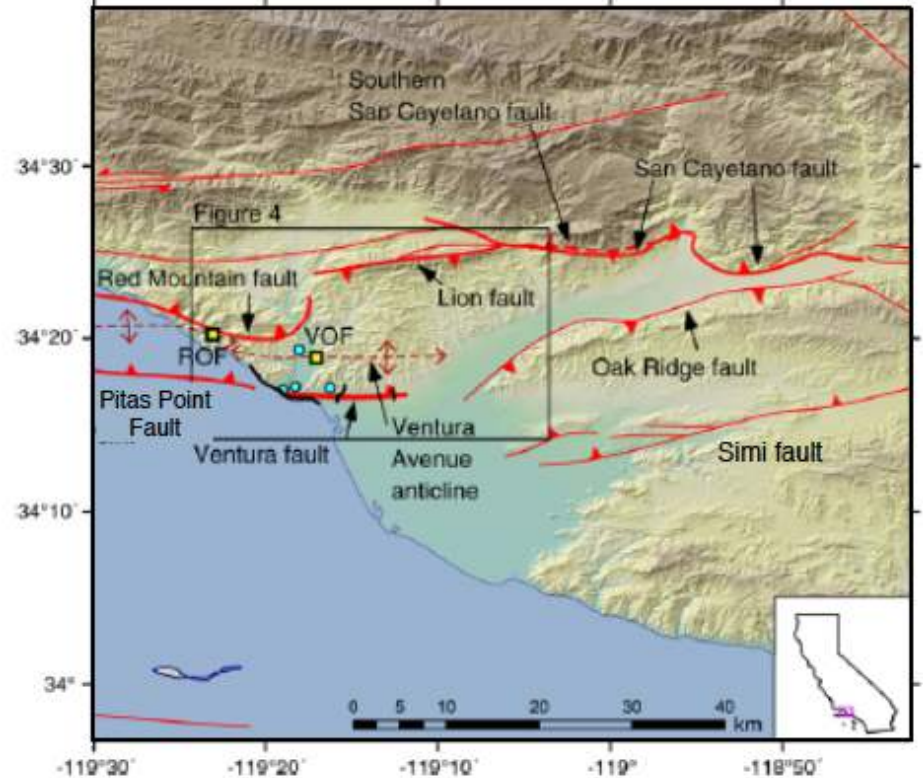 Southern
San Cayetano fault
34°30'
San Cayetano fault
Figure 4
Red Mountain fault
Lion fault
34°20'
VOF
ROF
Oak Ridge fault
Pitas Point
Fault
Ventura fault
Ventura
Avenue
anticline
Simi fault
34°10'
34°
0 5 10 20 30 40
km
-119°30' -119°20' -119°10' -119° -118°50'